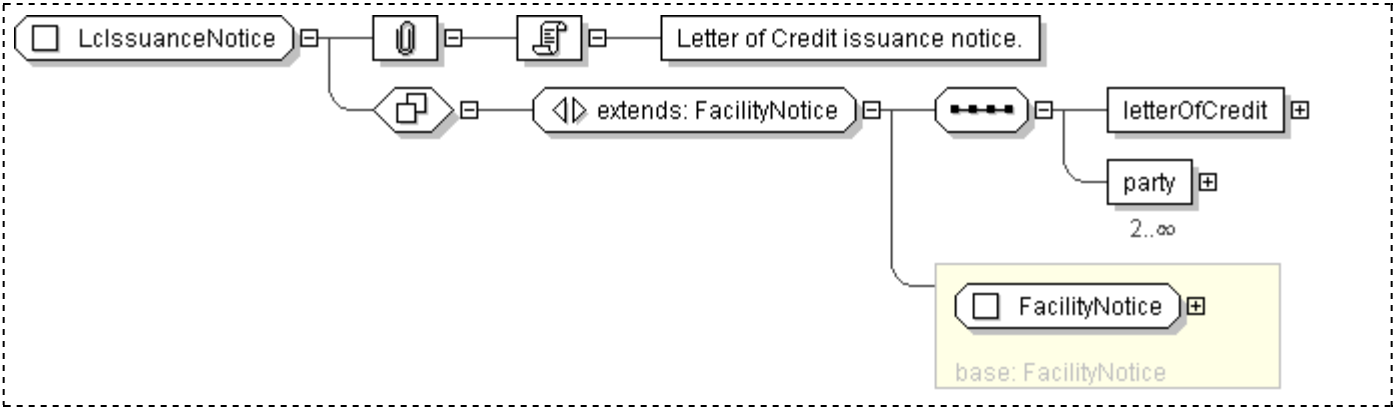 LcIssuanceNotice
Letter of Credit issuance notice.
extends: FacilityNotice
letterOfCredit
party
2..∞
FacilityNotice
base: FacilityNotice